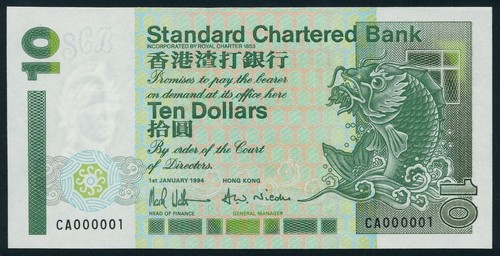 10
Standard Chartered Bank
INCORPORATED BY ROYAL CHARTER 1853
香港渣打銀行
Promises to pay the bearer
on demand at its office here
Ten Dollars
拾圓
By order of the Court
of Directors.
1st JANUARY 1994 HONG KONG
HEAD OF FINANCE GENERAL MANAGER
CA000001
CA000001
10